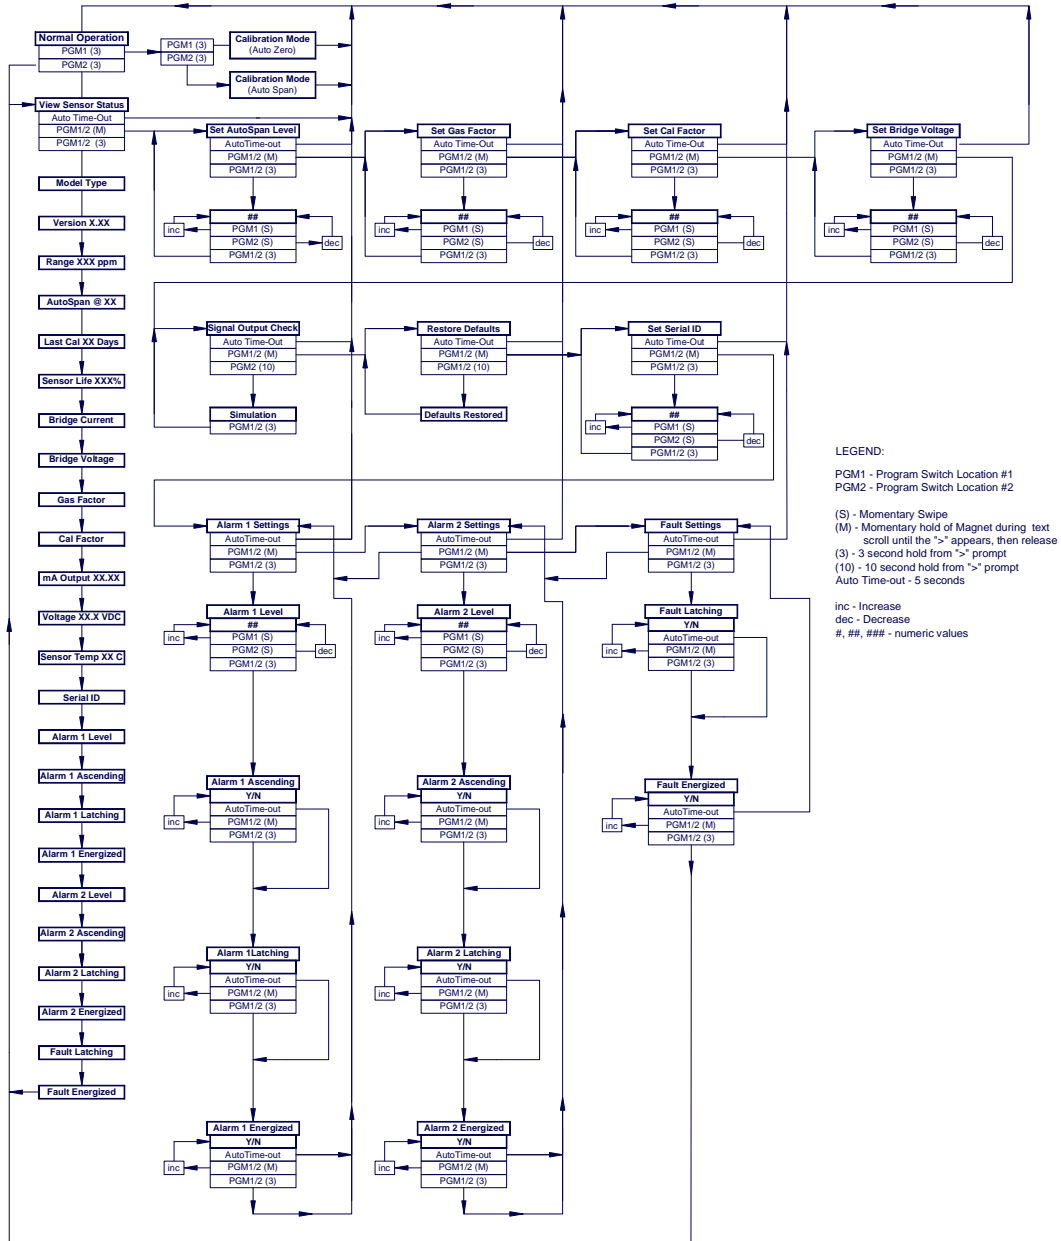 Normal Operation
PGM1 (3)
PGM2 (3)
PGM1 (3)
PGM2 (3)
Calibration Mode
(Auto Zero)
Calibration Mode
(Auto Span)
View Sensor Status
Auto Time-Out
PGM1/2 (M)
PGM1/2 (3)
Set AutoSpan Level
AutoTime-out
PGM1/2 (M)
PGM1/2 (3)
##
PGM1 (S)
PGM2 (S)
PGM1/2 (3)
inc
dec
Set Gas Factor
Auto Time-Out
PGM1/2 (M)
PGM1/2 (3)
##
PGM1 (S)
PGM2 (S)
PGM1/2 (3)
inc
dec
Set Cal Factor
Auto Time-Out
PGM1/2 (M)
PGM1/2 (3)
##
PGM1 (S)
PGM2 (S)
PGM1/2 (3)
inc
dec
Set Bridge Voltage
Auto Time-Out
PGM1/2 (M)
PGM1/2 (3)
##
PGM1 (S)
PGM2 (S)
PGM1/2 (3)
inc
dec
Model Type
Version X.XX
Range XXX ppm
AutoSpan @ XX
Last Cal XX Days
Sensor Life XXX%
Bridge Current
Bridge Voltage
Gas Factor
Cal Factor
mA Output XX.XX
Voltage XX.X VDC
Sensor Temp XX C
Serial ID
Alarm 1 Level
Alarm 1 Ascending
Alarm 1 Latching
Alarm 1 Energized
Alarm 2 Level
Alarm 2 Ascending
Alarm 2 Latching
Alarm 2 Energized
Fault Latching
Fault Energized
Signal Output Check
Auto Time-Out
PGM1/2 (M)
PGM2 (10)
Simulation
PGM1/2 (3)
Restore Defaults
Auto Time-Out
PGM1/2 (M)
PGM1/2 (10)
Defaults Restored
Set Serial ID
Auto Time-Out
PGM1/2 (M)
PGM1/2 (3)
##
PGM1 (S)
PGM2 (S)
PGM1/2 (3)
inc
dec
LEGEND:
PGM1 - Program Switch Location #1
PGM2 - Program Switch Location #2
(S) - Momentary Swipe
(M) - Momentary hold of Magnet during text
scroll until the ">" appears, then release
(3) - 3 second hold from ">" prompt
(10) - 10 second hold from ">" prompt
Auto Time-out - 5 seconds
inc - Increase
dec - Decrease
#, ##, ### - numeric values
Alarm 1 Settings
Auto Time-out
PGM1/2 (M)
PGM1/2 (3)
Alarm 1 Level
##
PGM1 (S)
PGM2 (S)
PGM1/2 (3)
inc
dec
Alarm 1 Ascending
Y/N
AutoTime-out
PGM1/2 (M)
PGM1/2 (3)
inc
Alarm 1Latching
Y/N
AutoTime-out
PGM1/2 (M)
PGM1/2 (3)
inc
Alarm 1 Energized
Y/N
AutoTime-out
PGM1/2 (M)
PGM1/2 (3)
inc
Alarm 2 Settings
Auto Time-Out
PGM1/2 (M)
PGM1/2 (3)
Alarm 2 Level
##
PGM1 (S)
PGM2 (S)
PGM1/2 (3)
inc
dec
Alarm 2 Ascending
Y/N
AutoTime-out
PGM1/2 (M)
PGM1/2 (3)
inc
Alarm 2 Latching
Y/N
AutoTime-out
PGM1/2 (M)
PGM1/2 (3)
inc
Alarm 2 Energized
Y/N
AutoTime-out
PGM1/2 (M)
PGM1/2 (3)
inc
Fault Settings
Auto Time-Out
PGM1/2 (M)
PGM1/2 (3)
Fault Latching
Y/N
AutoTime-out
PGM1/2 (M)
PGM1/2 (3)
inc
Fault Energized
Y/N
AutoTime-out
PGM1/2 (M)
PGM1/2 (3)
inc